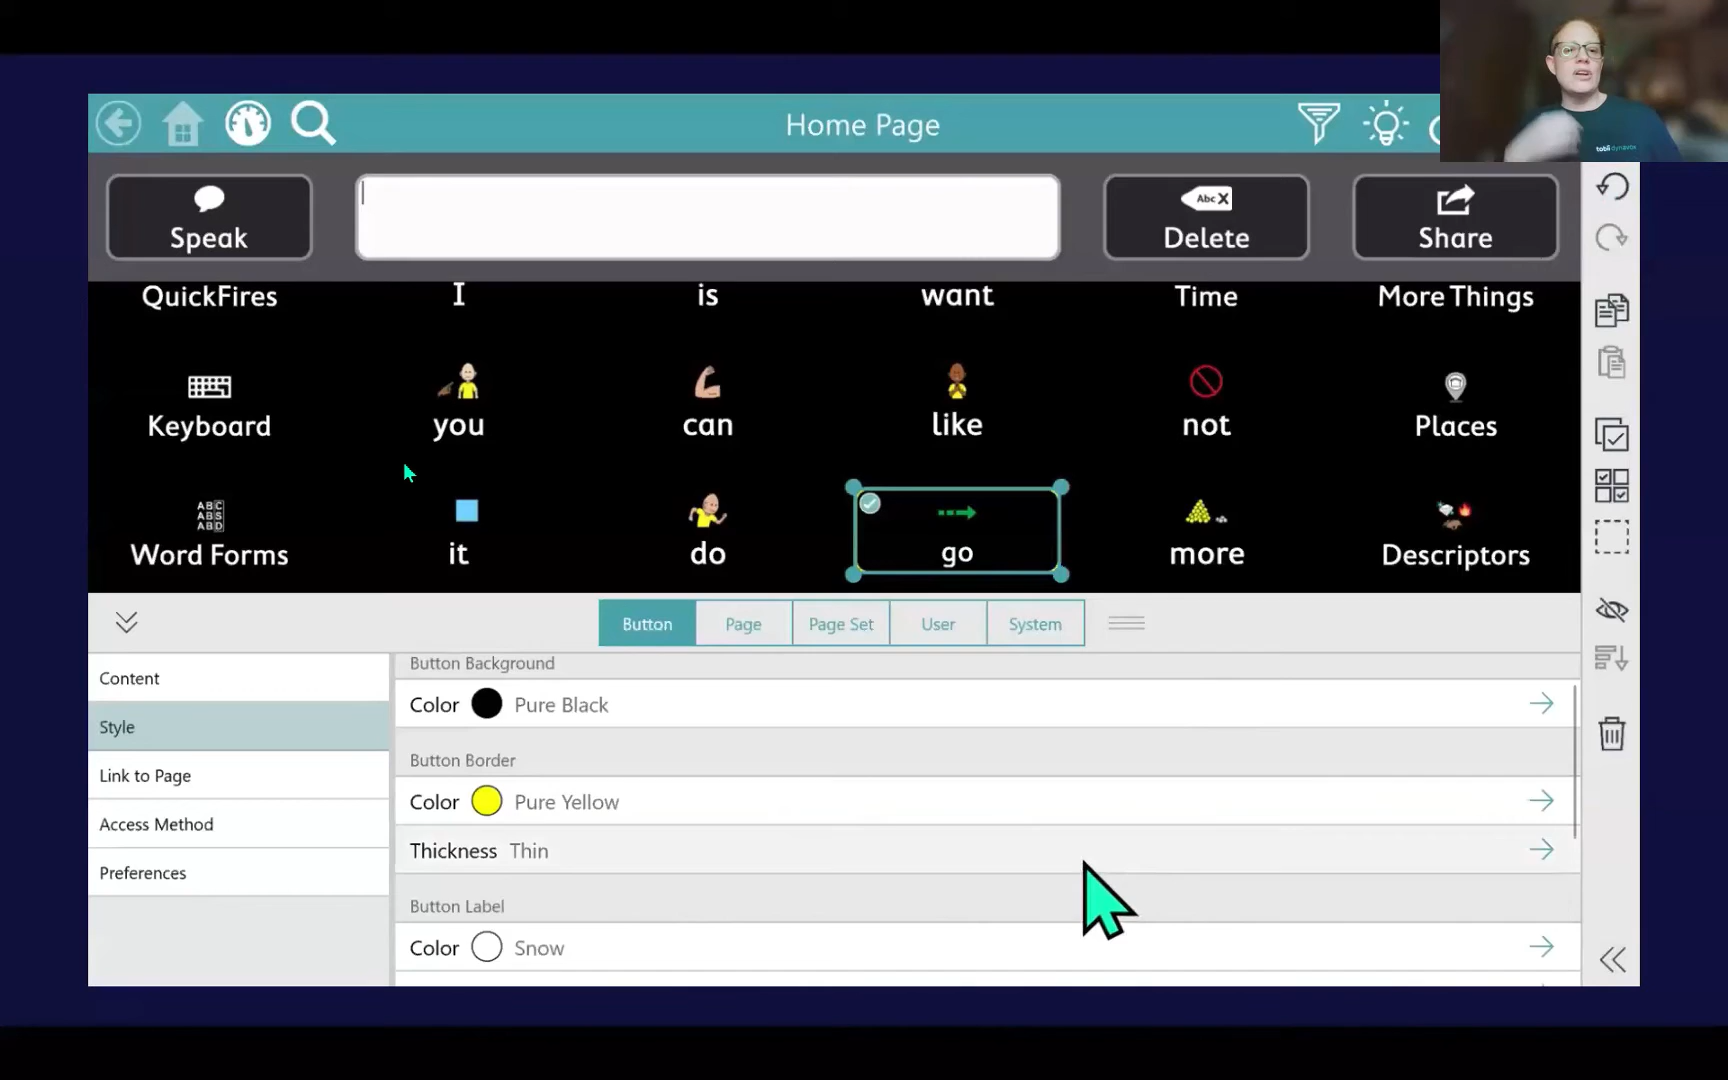 Home Page
tobii dynavox
Speak
Abc X
Delete
Share
QuickFires
I
is
want
Time
More Things
Keyboard
you
can
like
not
Places
ABC
ABS
ABD
Word Forms
it
do
go
more
Descriptors
Button
Page
Page Set
User
System
Content
Style
Link to Page
Access Method
Preferences
Button Background
Color Pure Black
Button Border
Color Pure Yellow
Thickness Thin
Button Label
Color Snow